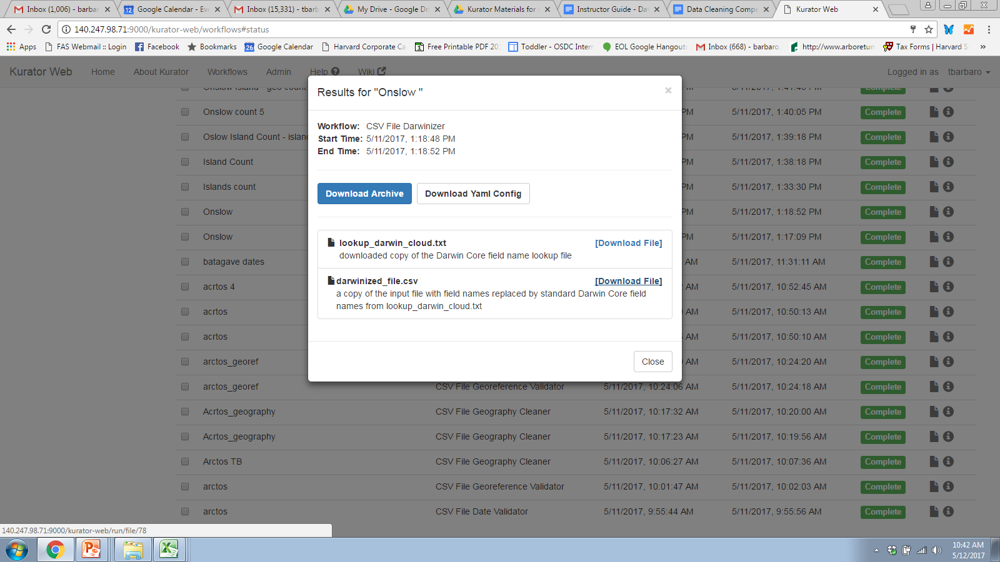 Inbox (1,006) - barbar
Google Calendar - Eve
Inbox (15,331) - tbarb
My Drive - Google Dr
Kurator Materials for
Instructor Guide - Da
Data Cleaning Compe
Kurator Web
140.247.98.71:9000/kurator-web/workflows#status
Apps
FAS Webmail :: Login
Facebook
Bookmarks
26 Google Calendar
Harvard Corporate Ca
Free Printable PDF 20
Toddler - OSDC Inter
EOL Google Hangout
Inbox (668) - barbaro
http://www.arboretun
Tax Forms | Harvard S
»
Kurator Web Home About Kurator Workflows Admin Help Wiki Logged in as tbarbaro
Results for "Onslow " ×
Workflow: CSV File Darwinizer
Start Time: 5/11/2017, 1:18:48 PM
End Time: 5/11/2017, 1:18:52 PM
Download Archive Download Yaml Config
lookup_darwin_cloud.txt [Download File]
downloaded copy of the Darwin Core field name lookup file
darwinized_file.csv [Download File]
a copy of the input file with field names replaced by standard Darwin Core field
names from lookup_darwin_cloud.txt
Close
Onslow count 5 PM 5/11/2017, 1:40:05 PM Complete
Oslow Island Count - islan PM 5/11/2017, 1:39:18 PM Complete
Island Count PM 5/11/2017, 1:38:18 PM Complete
Islands count PM 5/11/2017, 1:33:30 PM Complete
Onslow PM 5/11/2017, 1:18:52 PM Complete
Onslow PM 5/11/2017, 1:17:09 PM Complete
batagave dates AM 5/11/2017, 11:31:11 AM Complete
acrtos 4 AM 5/11/2017, 10:52:45 AM Complete
acrtos AM 5/11/2017, 10:50:13 AM Complete
acrtos AM 5/11/2017, 10:50:10 AM Complete
arctos_georef AM 5/11/2017, 10:24:20 AM Complete
arctos_georef CSV File Georeference Validator 5/11/2017, 10:24:06 AM 5/11/2017, 10:24:18 AM Complete
Acrtos_geography CSV File Geography Cleaner 5/11/2017, 10:17:32 AM 5/11/2017, 10:20:00 AM Complete
Acrtos_geography CSV File Geography Cleaner 5/11/2017, 10:17:23 AM 5/11/2017, 10:19:56 AM Complete
Arctos TB CSV File Geography Cleaner 5/11/2017, 10:06:27 AM 5/11/2017, 10:07:36 AM Complete
arctos CSV File Georeference Validator 5/11/2017, 10:01:47 AM 5/11/2017, 10:02:03 AM Complete
arctos CSV File Date Validator 5/11/2017, 9:55:44 AM 5/11/2017, 9:55:56 AM Complete
140.247.98.71:9000/kurator-web/run/file/78
10:42 AM
5/12/2017